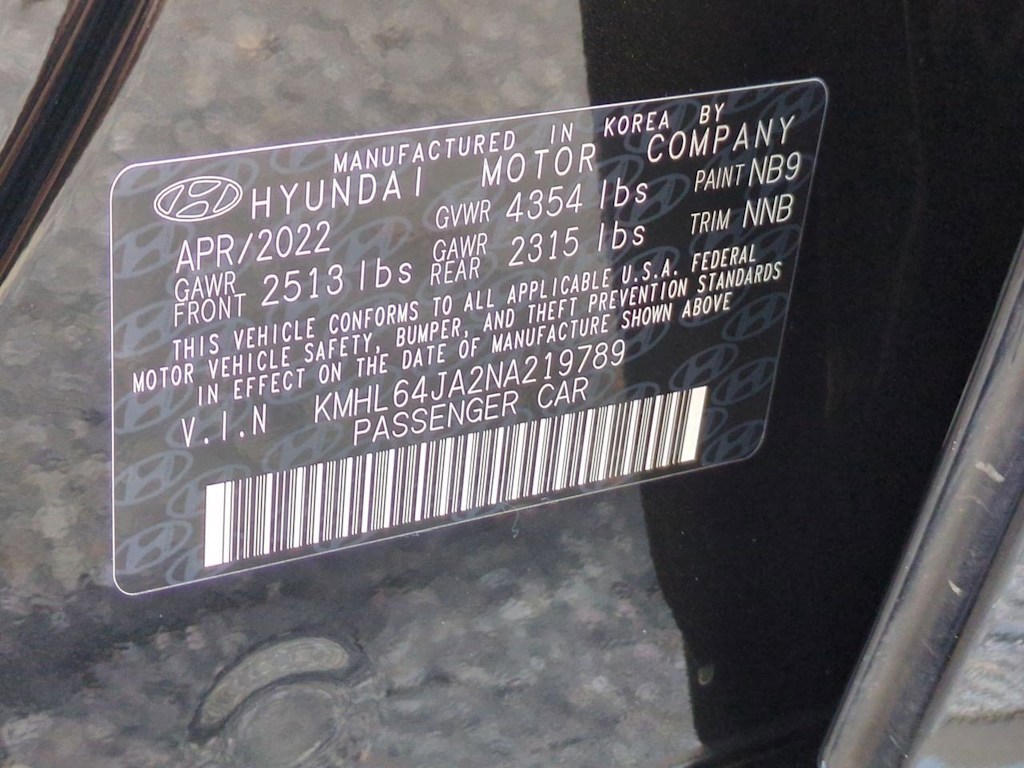 MANUFACTURED IN KOREA BY
HYUNDAI MOTOR COMPANY
APR/2022 GVWR 4354 lbs PAINT NB9
GAWR FRONT 2513 lbs GAWR REAR 2315 lbs TRIM NNB
THIS VEHICLE CONFORMS TO ALL APPLICABLE U.S.A. FEDERAL
MOTOR VEHICLE SAFETY, BUMPER, AND THEFT PREVENTION STANDARDS
IN EFFECT ON THE DATE OF MANUFACTURE SHOWN ABOVE
V.I.N KMHL64JA2NA219789
PASSENGER CAR